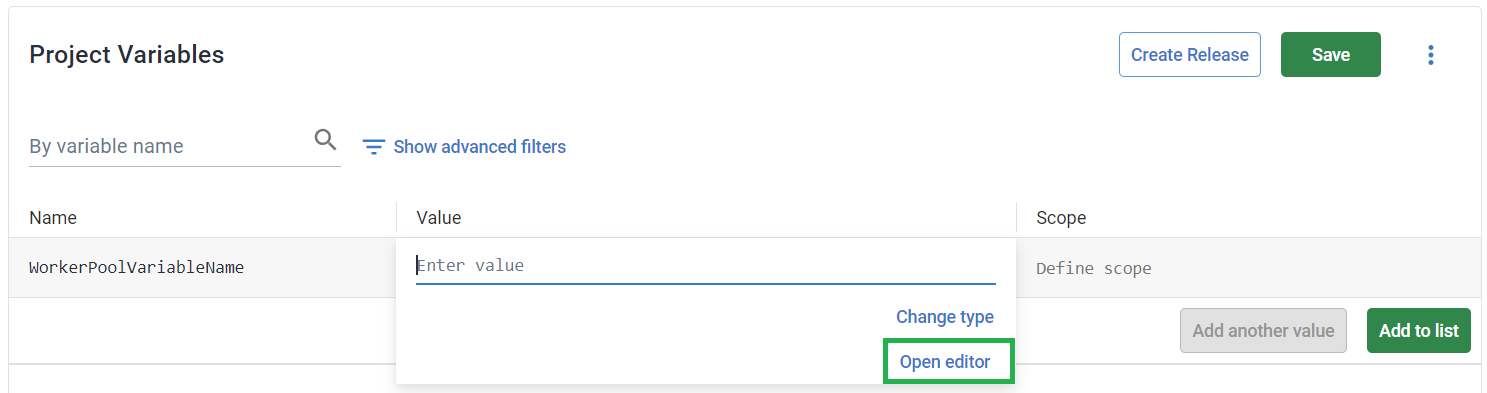 Project Variables
Create Release
Save
By variable name
Show advanced filters
Name
Value
Scope
WorkerPoolVariableName
Enter value
Define scope
Change type
Add another value
Add to list
Open editor